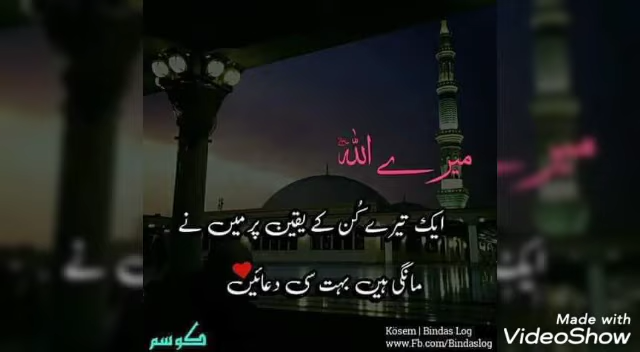 میرے اللہ
ایک تیرے کُن کے یقین پر میں نے
مانگی ہیں بہت سی دعائیں
کوسم
Kösem | Bindas Log
www.Fb.com/Bindaslog
Made with
VideoShow